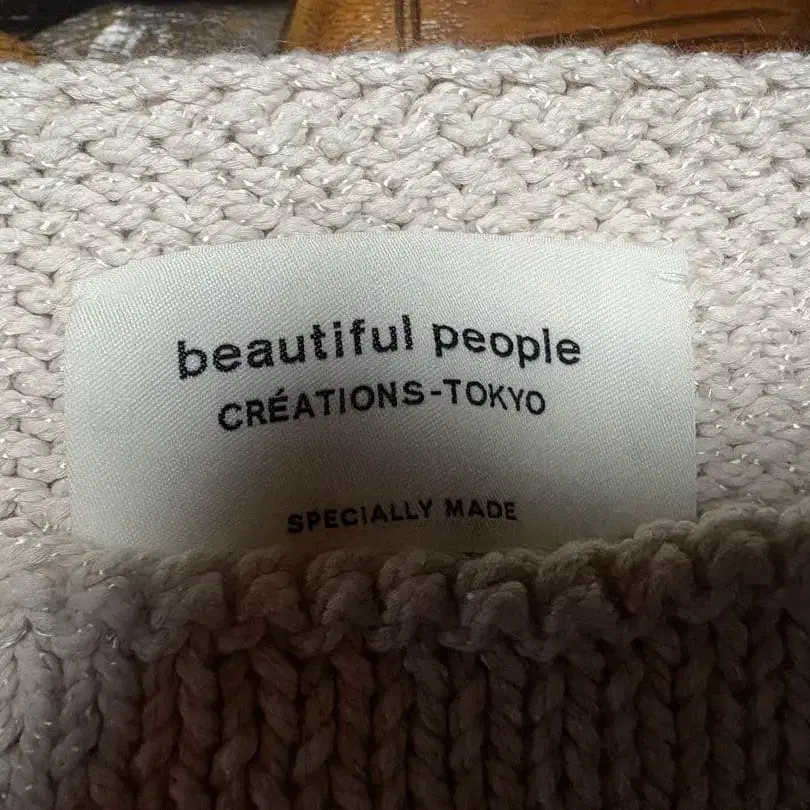 beautiful people
CRÉATIONS-TOKYO
SPECIALLY MADE